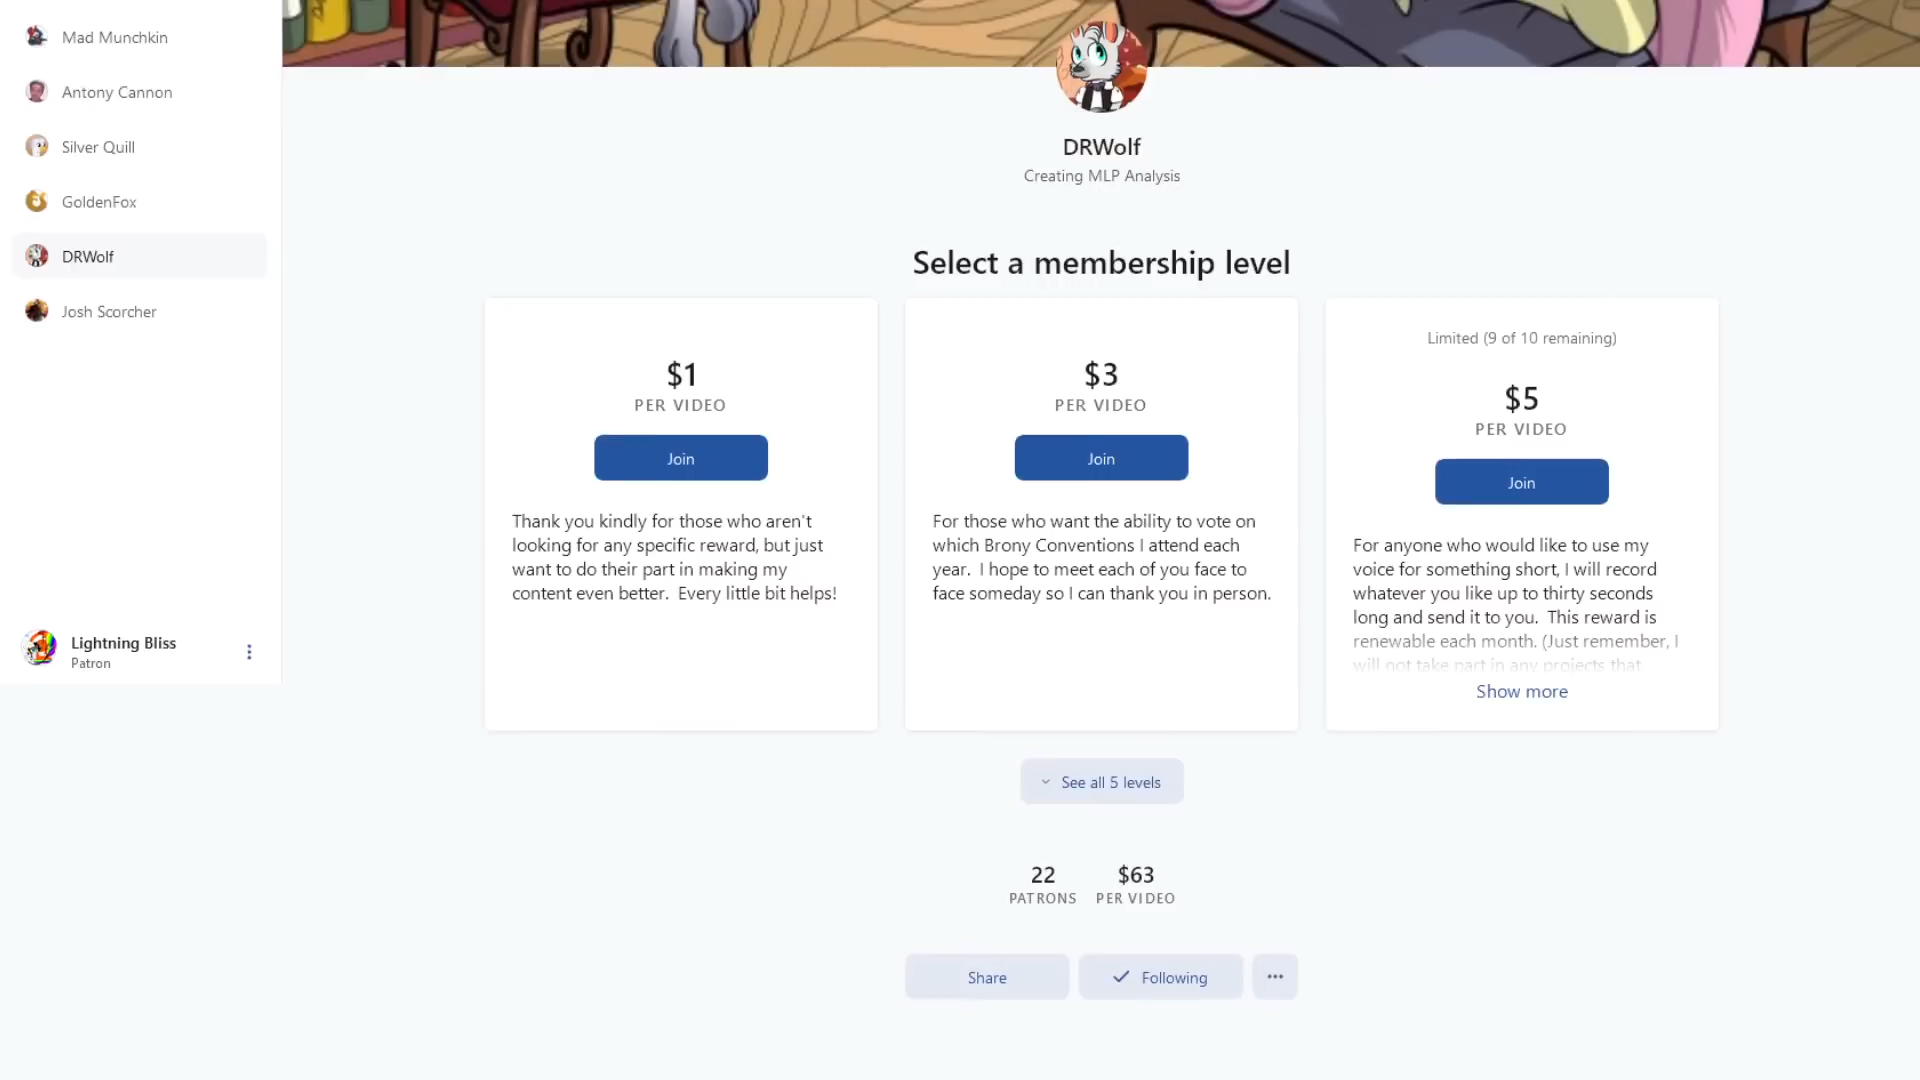 Mad Munchkin
Antony Cannon
Silver Quill
GoldenFox
DRWolf
Josh Scorcher
Lightning Bliss
Patron
DRWolf
Creating MLP Analysis
Select a membership level
$1
PER VIDEO
Join
Thank you kindly for those who aren't
looking for any specific reward, but just
want to do their part in making my
content even better.  Every little bit helps!
$3
PER VIDEO
Join
For those who want the ability to vote on
which Brony Conventions I attend each
year.  I hope to meet each of you face to
face someday so I can thank you in person.
Limited (9 of 10 remaining)
$5
PER VIDEO
Join
For anyone who would like to use my
voice for something short, I will record
whatever you like up to thirty seconds
long and send it to you.  This reward is
renewable each month. (Just remember, I
will not take part in any projects that
Show more
See all 5 levels
22
PATRONS
$63
PER VIDEO
Share
Following